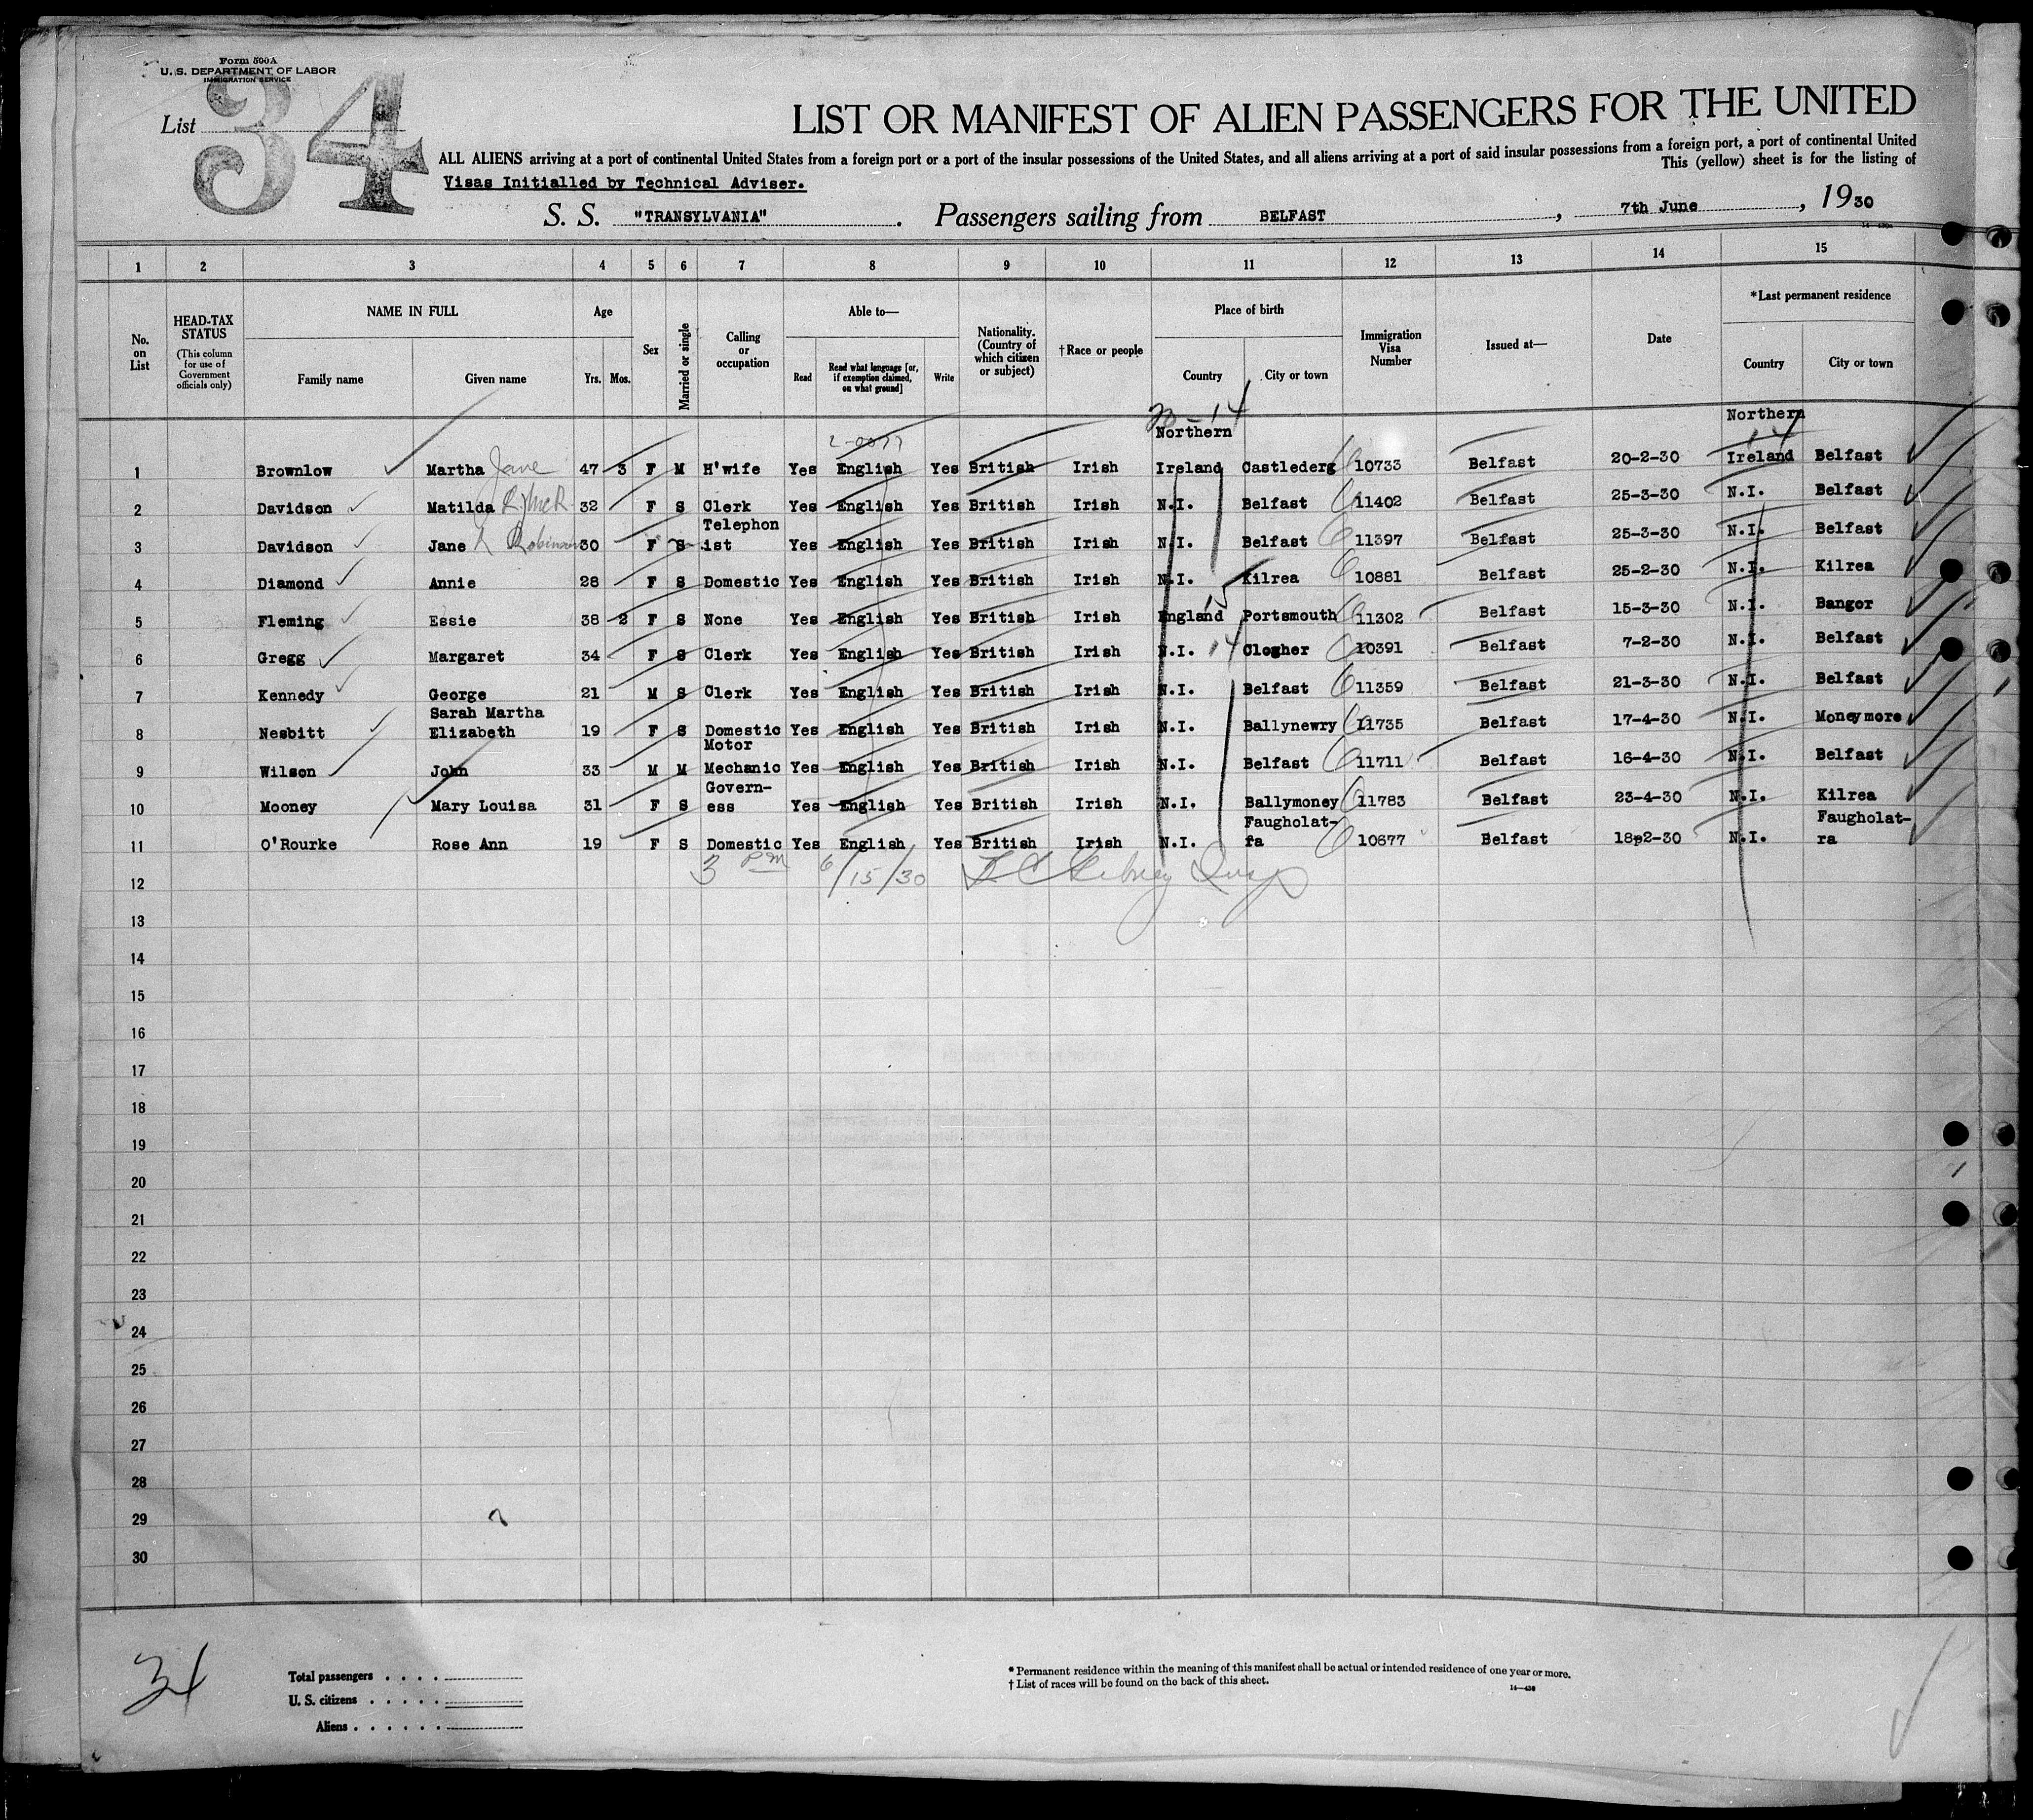 Form 500A
U. S. DEPARTMENT OF LABOR
IMMIGRATION SERVICE
List 34
LIST OR MANIFEST OF ALIEN PASSENGERS FOR THE UNITED
ALL ALIENS arriving at a port of continental United States from a foreign port or a port of the insular possessions of the United States, and all aliens arriving at a port of said insular possessions from a foreign port, a port of continental United
This (yellow) sheet is for the listing of
Visas Initialled by Technical Adviser.
S. S. "TRANSYLVANIA" . Passengers sailing from BELFAST , 7th June , 1930
1 2 3 4 5 6 7 8 9 10 11 12 13 14 15
No. on List
HEAD-TAX STATUS
(This column for use of Government officials only)
NAME IN FULL
Family name Given name
Age
Yrs. Mos.
Sex
Married or single
Calling or occupation
Able to—
Read
Read what language [or, if exemption claimed, on what ground]
Write
Nationality. (Country of which citizen or subject)
†Race or people
Place of birth
Country City or town
Immigration Visa Number
Issued at—
Date
*Last permanent residence
Country City or town
1 Brownlow Martha Jane 47 3 F M H'wife Yes English Yes British Irish Northern Ireland Castlederg 10733 Belfast 20-2-30 Northern Ireland Belfast
2 Davidson Matilda 32 F S Clerk Yes English Yes British Irish N.I. Belfast 11402 Belfast 25-3-30 N.I. Belfast
3 Davidson Jane Robinson 30 F S Telephonist Yes English Yes British Irish N.I. Belfast 11397 Belfast 25-3-30 N.I. Belfast
4 Diamond Annie 28 F S Domestic Yes English Yes British Irish N.I. Kilrea 10881 Belfast 25-2-30 N.I. Kilrea
5 Fleming Essie 38 2 F S None Yes English Yes British Irish England Portsmouth 11302 Belfast 15-3-30 N.I. Bangor
6 Gregg Margaret 34 F S Clerk Yes English Yes British Irish N.I. 14 Clogher 10391 Belfast 7-2-30 N.I. Belfast
7 Kennedy George 21 M S Clerk Yes English Yes British Irish N.I. Belfast 11359 Belfast 21-3-30 N.I. Belfast
8 Nesbitt Sarah Martha Elizabeth 19 F S Domestic Yes English Yes British Irish N.I. Ballynewry 11735 Belfast 17-4-30 N.I. Moneymore
9 Wilson John 33 M M Motor Mechanic Yes English Yes British Irish N.I. Belfast 11711 Belfast 16-4-30 N.I. Belfast
10 Mooney Mary Louisa 31 F S Govern-ess Yes English Yes British Irish N.I. Ballymoney 11783 Belfast 23-4-30 N.I. Kilrea
11 O'Rourke Rose Ann 19 F S Domestic Yes English Yes British Irish N.I. Faugholat-fa 10677 Belfast 18p2-30 N.I. Faugholat-ra
12 3 PM 6/15/30
13
14
15
16
17
18
19
20
21
22
23
24
25
26
27
28
29
30
34
Total passengers . . . .
U. S. citizens . . . . .
Aliens . . . . . .
* Permanent residence within the meaning of this manifest shall be actual or intended residence of one year or more.
† List of races will be found on the back of this sheet.